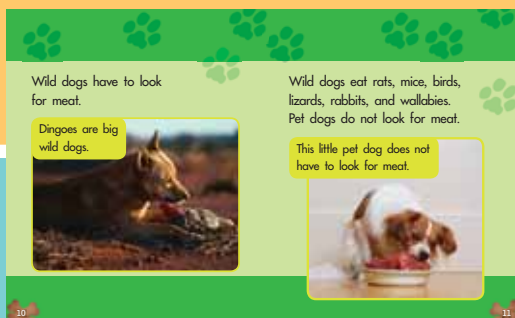 Wild dogs have to look
for meat.
Dingoes are big
wild dogs.
10
Wild dogs eat rats, mice, birds,
lizards, rabbits, and wallabies.
Pet dogs do not look for meat.
This little pet dog does not
have to look for meat.
11